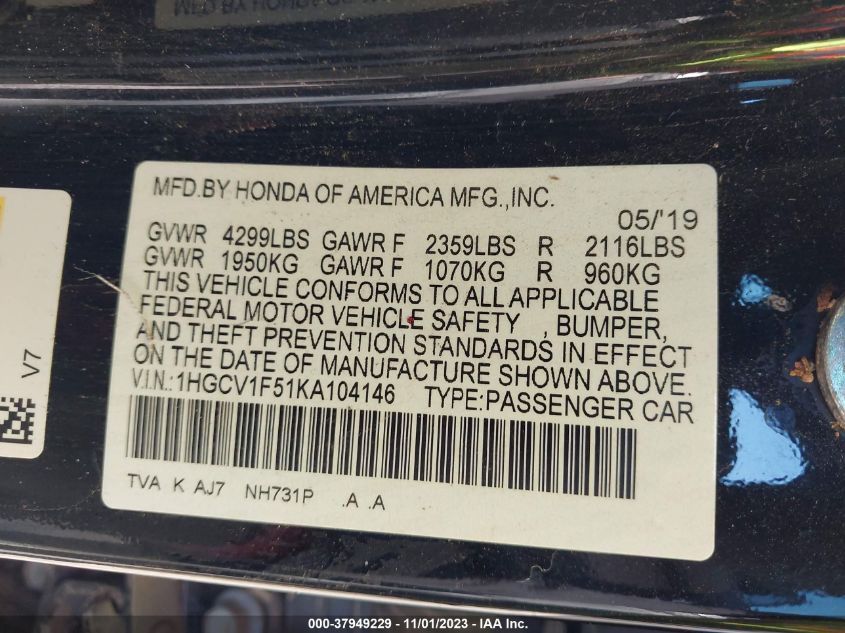 MFD.BY HONDA OF AMERICA MFG.,INC.
05/'19
GVWR 4299LBS GAWR F 2359LBS R 2116LBS
GVWR 1950KG GAWR F 1070KG R 960KG
THIS VEHICLE CONFORMS TO ALL APPLICABLE
FEDERAL MOTOR VEHICLE SAFETY , BUMPER,
AND THEFT PREVENTION STANDARDS IN EFFECT
ON THE DATE OF MANUFACTURE SHOWN ABOVE.
V.I.N.:1HGCV1F51KA104146 TYPE:PASSENGER CAR
TVA K AJ7 NH731P .A .A
V7
000-37949229 - 11/01/2023 - IAAI.com